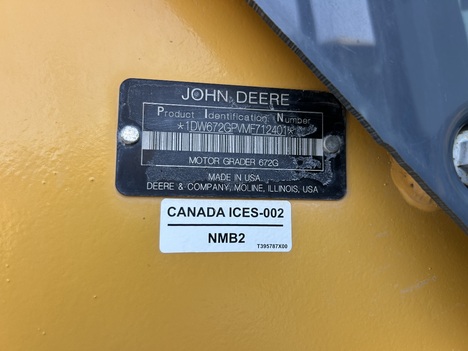 JOHN DEERE
Product Identification Number
*1DW672GPVMF712401*
MOTOR GRADER 672G
MADE IN USA
DEERE & COMPANY, MOLINE, ILLINOIS, USA
CANADA ICES-002
NMB2
T395787X00